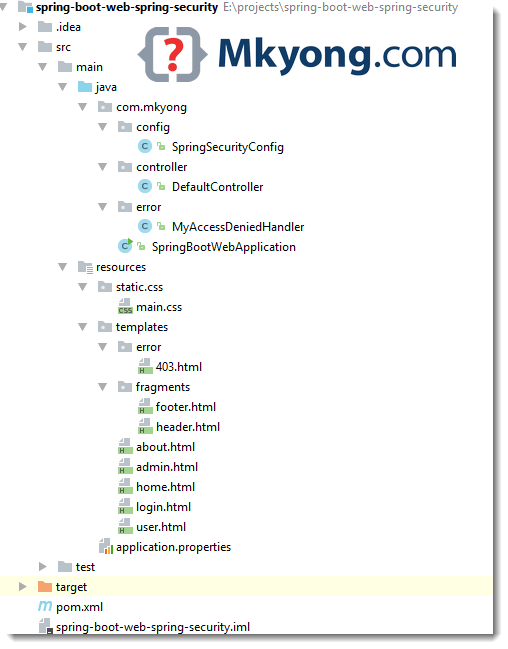 spring-boot-web-spring-security E:\projects\spring-boot-web-spring-security
.idea
src
? Mkyong.com
main
java
com.mkyong
config
C SpringSecurityConfig
controller
C DefaultController
error
C MyAccessDeniedHandler
C SpringBootWebApplication
resources
static.css
CSS main.css
templates
error
H 403.html
fragments
H footer.html
H header.html
H about.html
H admin.html
H home.html
H login.html
H user.html
application.properties
test
target
m pom.xml
spring-boot-web-spring-security.iml